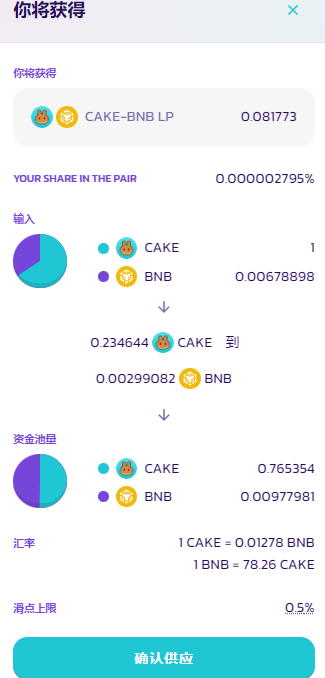 你将获得
你将获得
CAKE-BNB LP 0.081773
YOUR SHARE IN THE PAIR 0.000002795%
输入
CAKE 1
BNB 0.00678898
0.234644 CAKE 到
0.00299082 BNB
资金池量
CAKE 0.765354
BNB 0.00977981
汇率 1 CAKE = 0.01278 BNB
1 BNB = 78.26 CAKE
滑点上限 0.5%
确认供应